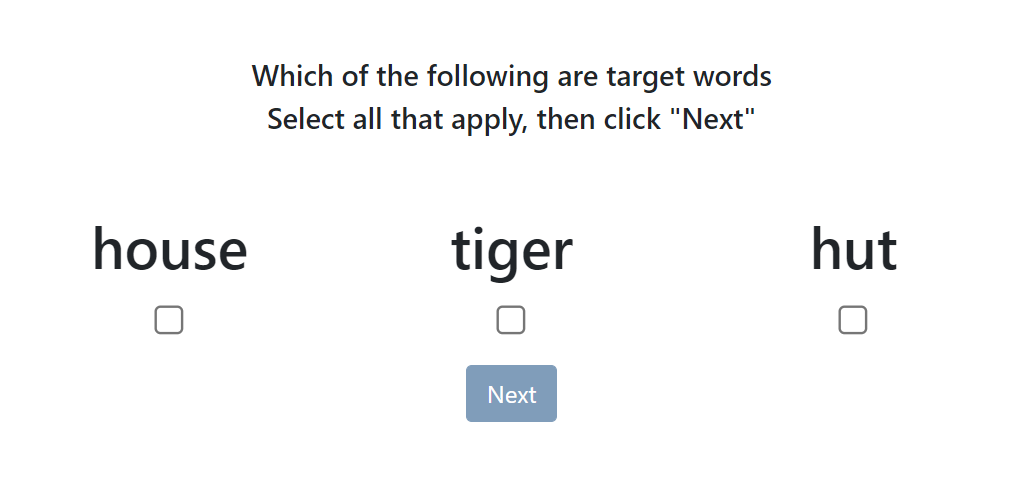 Which of the following are target words
Select all that apply, then click "Next"
house tiger hut
Next